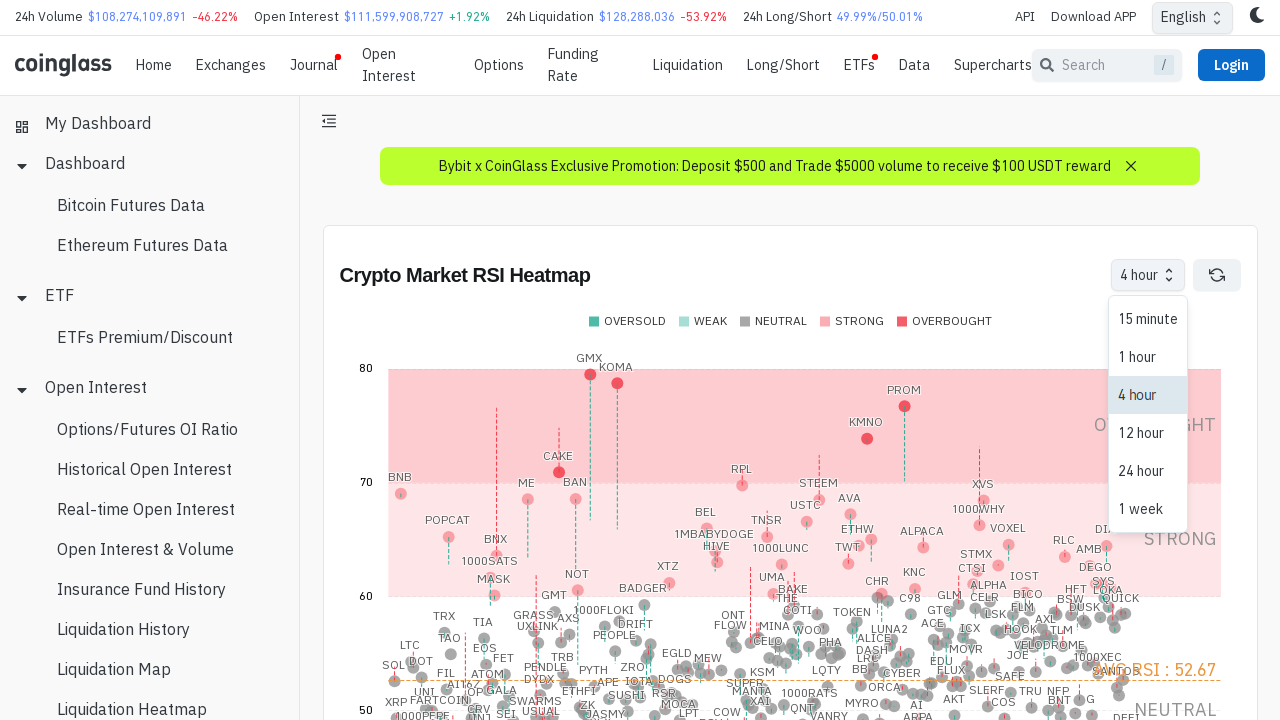 24h Volume $108,274,109,891 -46.22% Open Interest $111,599,908,727 +1.92% 24h Liquidation $128,288,036 -53.92% 24h Long/Short 49.99%/50.01% API Download APP English
coinglass Home Exchanges Journal Open Interest Options Funding Rate Liquidation Long/Short ETFs Data Supercharts Search / Login
My Dashboard
Dashboard
Bitcoin Futures Data
Ethereum Futures Data
ETF
ETFs Premium/Discount
Open Interest
Options/Futures OI Ratio
Historical Open Interest
Real-time Open Interest
Open Interest & Volume
Insurance Fund History
Liquidation History
Liquidation Map
Liquidation Heatmap
Bybit x CoinGlass Exclusive Promotion: Deposit $500 and Trade $5000 volume to receive $100 USDT reward
Crypto Market RSI Heatmap
4 hour
15 minute
1 hour
4 hour
12 hour
24 hour
1 week
OVERSOLD WEAK NEUTRAL STRONG OVERBOUGHT
GMX
KOMA
80
PROM
KMNO
CAKE
RPL
BNB
ME
BAN
70
STEEM
XVS
AVA
USTC
1000WHY
BEL
POPCAT
TNSR
VOXEL
1MBABYDOGE
ETHW
ALPACA
STRONG
BNX
HIVE
1000LUNC
TWT
RLC
AMB
1000SATS
STMX
XTZ
CTSI
DEGO
MASK
NOT
UMA
CHR
KNC
IOST
SYS
BADGER
BAKE
ALPHA
HFT
LOKA
60
GMT
THE
C98
GLM
CELR
BICO
BSW
QUICK
1000FLOKI
COTI
TOKEN
GTC
DUSK
TRX
GRASS
AXS
ONT
LSK
AXL
TIA
UXLINK
DRIFT
FLOW
MINA
WOO
LUNA2
ACE
ICX
HOOK
TLM
TAO
PEOPLE
CELO
PHA
ALICE
VELODROME
LTC
EOS
DASH
MOVR
SQL
DOT
FET
TRB
EGLD
MEW
JOE
1000XEC
EDU
PENDLE
PYTH
ZRO
KSM
LQTY
CYBER
FLUX
SAFE
AVG RSI : 52.67
FIL
ATOM
DYDX
APE
IOTA
DOGS
SUPER
ORCA
UNI
GALA
ETHFI
SUSHI
RSR
MANTA
1000RATS
SLERF
TRU
NFP
XRP
FARTCOIN
SWARMS
ZK
MOCA
XAI
MYRO
AI
AKT
COS
BNT
G
50
CRV
USUAL
JASMY
LPT
COW
QNT
VANRY
ARPA
NEUTRAL
1000PEPE
SEI